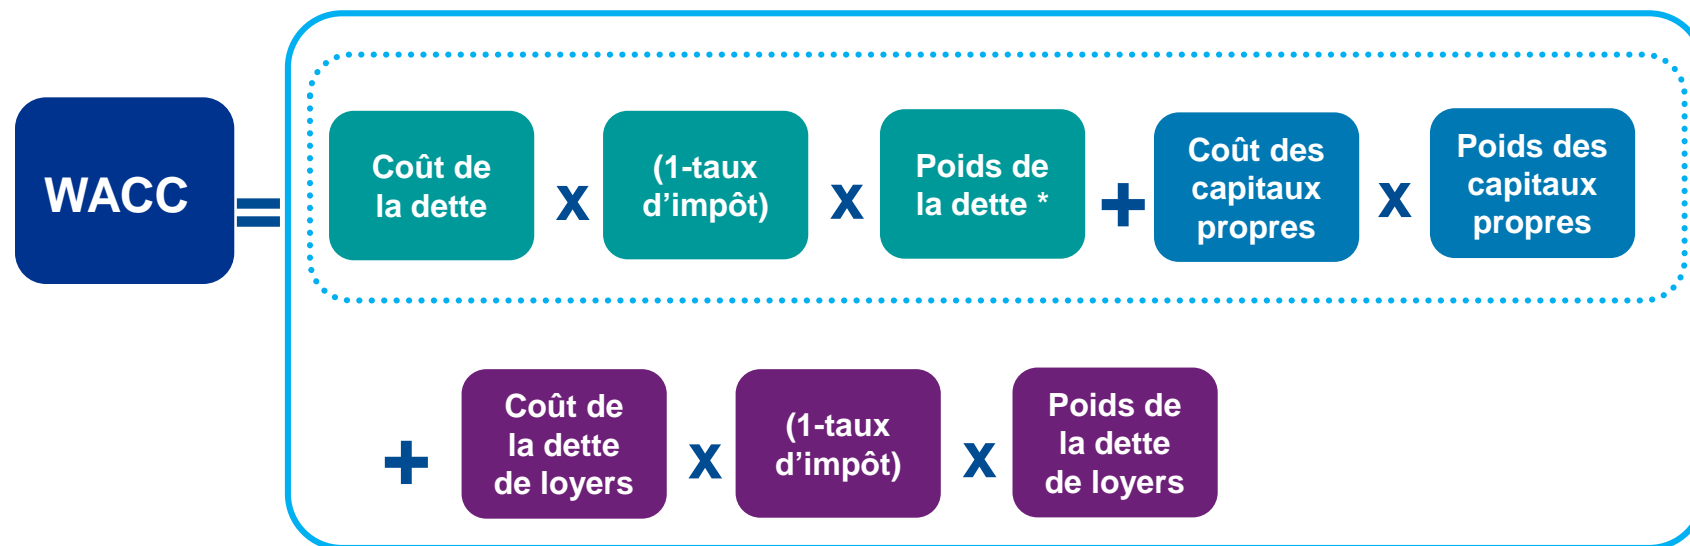 WACC
=
Coût de
la dette
x
(1-taux
d’impôt)
x
Poids de
la dette *
+
Coût des
capitaux
propres
x
Poids des
capitaux
propres
+
Coût de
la dette
de loyers
x
(1-taux
d’impôt)
x
Poids de
la dette
de loyers